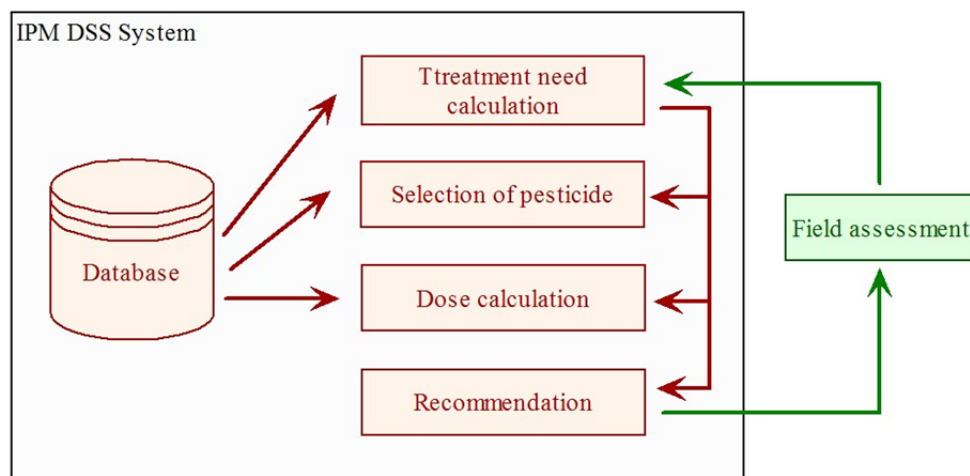 IPM DSS System
Ttreatment need
calculation
Selection of pesticide
Database
Dose calculation
Recommendation
Field assessment